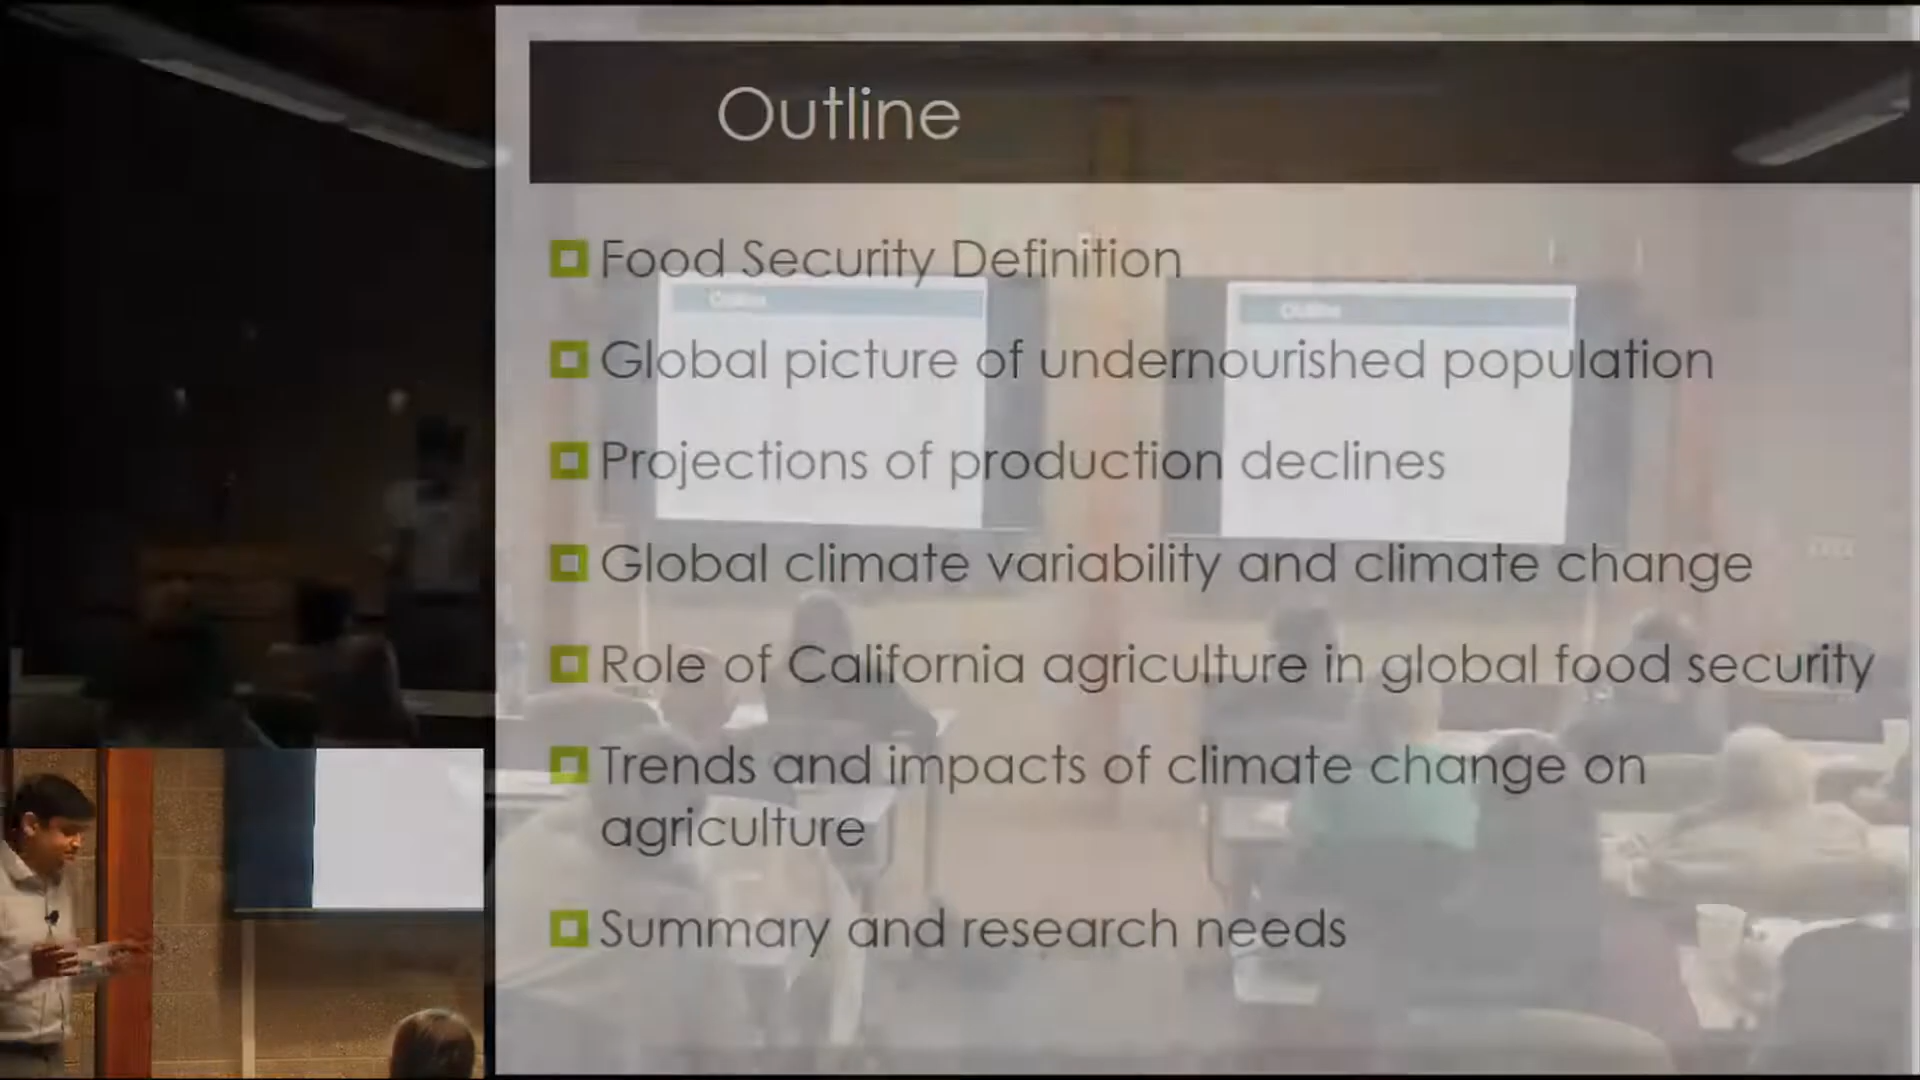 Outline
Food Security Definition
Global picture of undernourished population
Projections of production declines
Global climate variability and climate change
Role of California agriculture in global food security
Trends and impacts of climate change on
agriculture
Summary and research needs
Outline
Outline